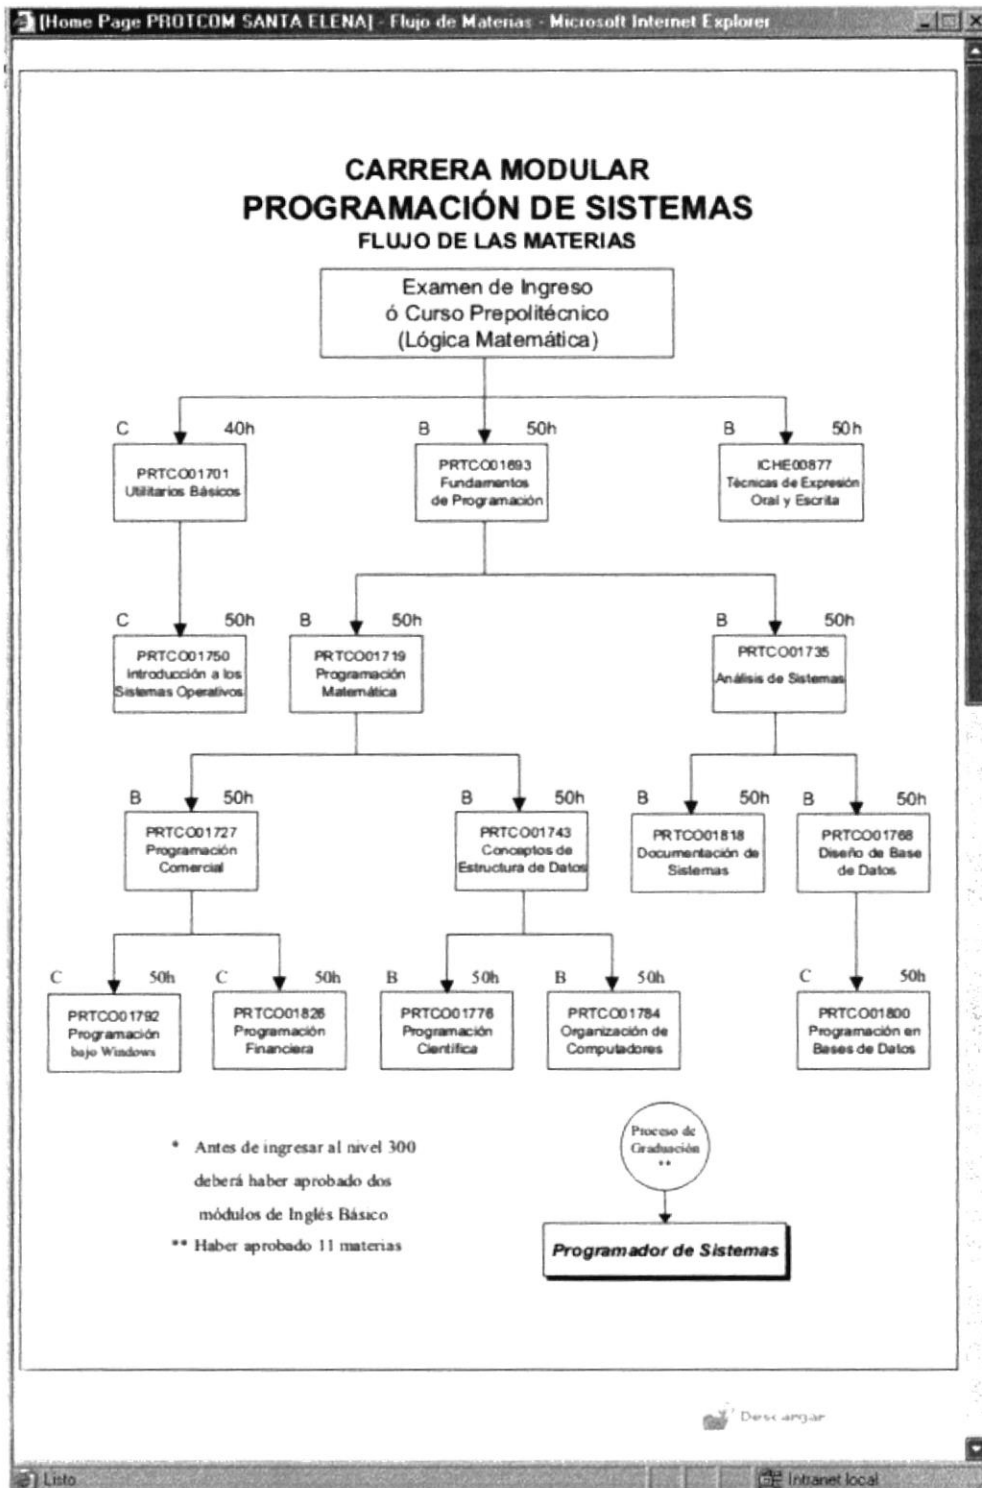 [Home Page PROTCOM SANTA ELENA] - Flujo de Materias - Microsoft Internet Explorer
CARRERA MODULAR
PROGRAMACIÓN DE SISTEMAS
FLUJO DE LAS MATERIAS
Examen de Ingreso
ó Curso Prepolitécnico
(Lógica Matemática)
C 40h
PRTCO01701
Utilitarios Básicos
B 50h
PRTCO01693
Fundamentos
de Programación
B 50h
ICHE00877
Técnicas de Expresión
Oral y Escrita
C 50h
PRTCO01750
Introducción a los
Sistemas Operativos
B 50h
PRTCO01719
Programación
Matemática
B 50h
PRTCO01735
Análisis de Sistemas
B 50h
PRTCO01727
Programación
Comercial
B 50h
PRTCO01743
Conceptos de
Estructura de Datos
B 50h
PRTCO01818
Documentación de
Sistemas
B 50h
PRTCO01768
Diseño de Base
de Datos
C 50h
PRTCO01792
Programación
bajo Windows
C 50h
PRTCO01826
Programación
Financiera
B 50h
PRTCO01776
Programación
Científica
B 50h
PRTCO01784
Organización de
Computadores
C 50h
PRTCO01800
Programación en
Bases de Datos
* Antes de ingresar al nivel 300
deberá haber aprobado dos
módulos de Inglés Básico
** Haber aprobado 11 materias
Proceso de
Graduación
**
Programador de Sistemas
Descargar
Listo
Intranet local